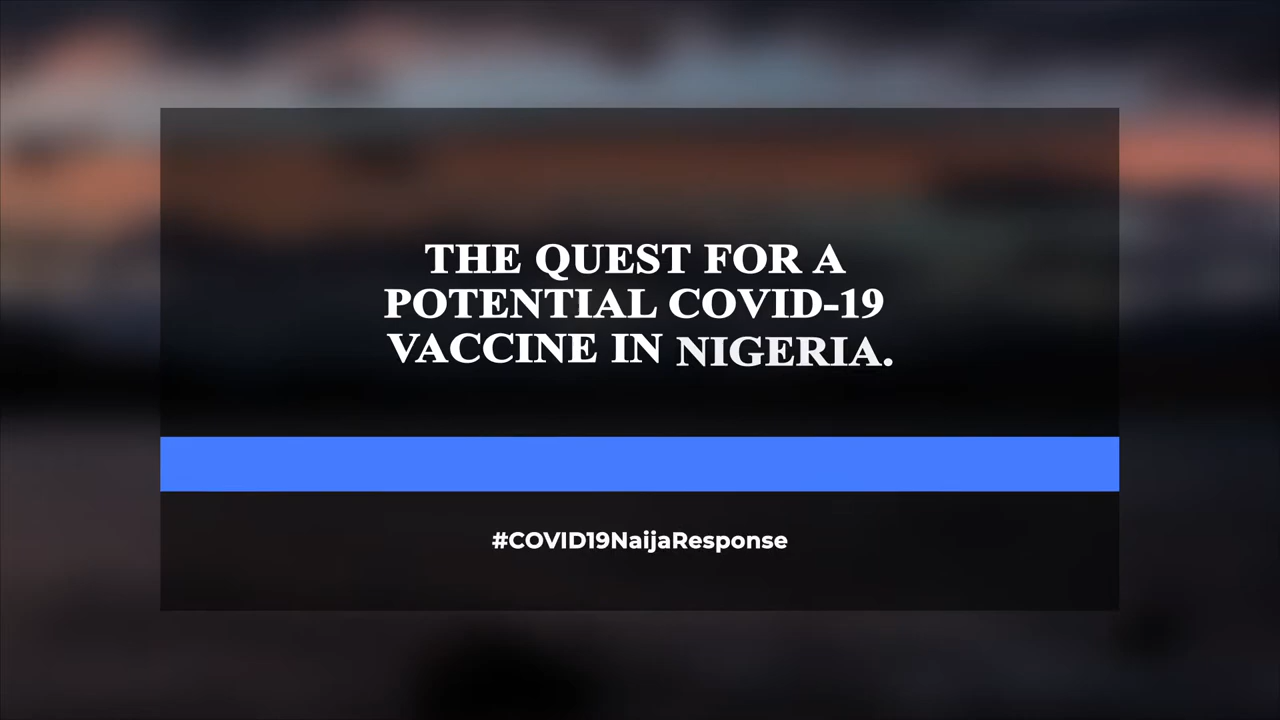 THE QUEST FOR A
POTENTIAL COVID-19
VACCINE IN NIGERIA.
#COVID19NaijaResponse